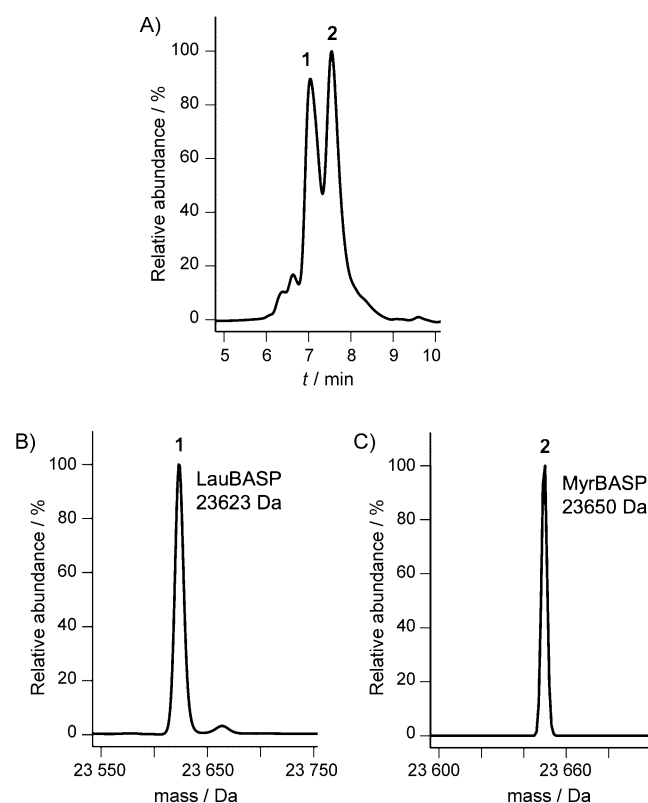 A)
1
2
Relative abundance / %
100
80
60
40
20
0
5 6 7 8 9 10
t / min
B)
1
LauBASP
23623 Da
Relative abundance / %
100
80
60
40
20
0
23 550 23 650 23 750
mass / Da
C)
2
MyrBASP
23650 Da
Relative abundance / %
100
80
60
40
20
0
23 600 23 660
mass / Da